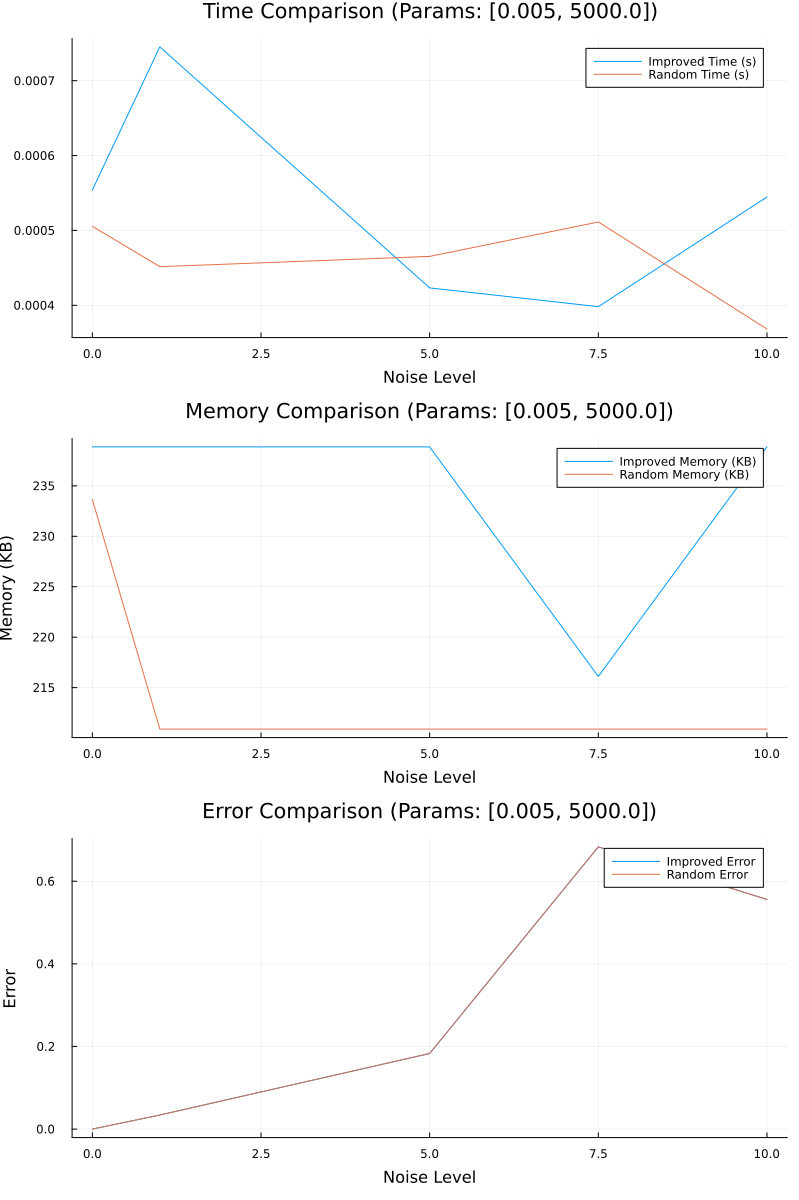 Time Comparison (Params: [0.005, 5000.0])
Improved Time (s)
Random Time (s)
0.0007
0.0006
0.0005
0.0004
0.0 2.5 5.0 7.5 10.0
Noise Level
Memory Comparison (Params: [0.005, 5000.0])
Improved Memory (KB)
Random Memory (KB)
Memory (KB)
235
230
225
220
215
0.0 2.5 5.0 7.5 10.0
Noise Level
Error Comparison (Params: [0.005, 5000.0])
Improved Error
Random Error
Error
0.6
0.4
0.2
0.0
0.0 2.5 5.0 7.5 10.0
Noise Level